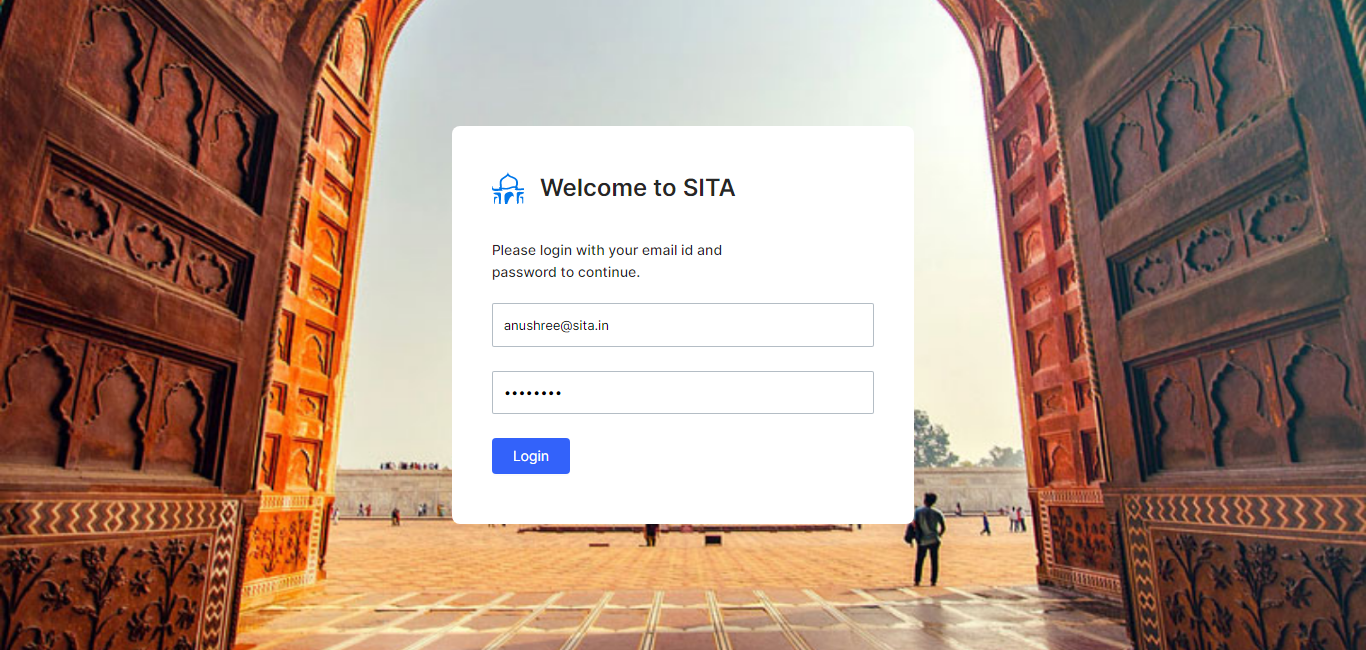 Welcome to SITA
Please login with your email id and
password to continue.
anushree@sita.in
••••••••
Login